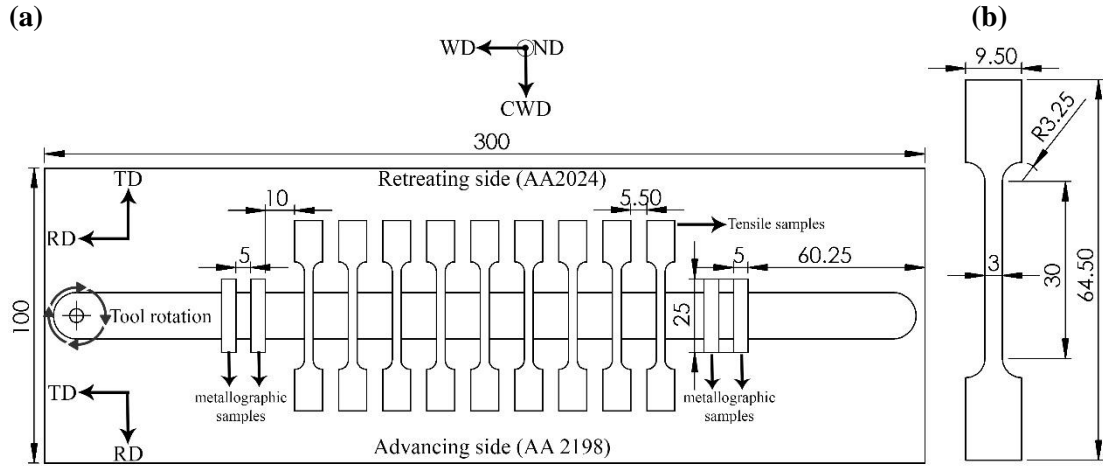 (a)
(b)
WD
ND
CWD
9.50
R3.25
300
TD
Retreating side (AA2024)
10
5.50
Tensile samples
RD
5
5
60.25
3
30
64.50
100
Tool rotation
25
metallographic
samples
metallographic
samples
TD
RD
Advancing side (AA 2198)